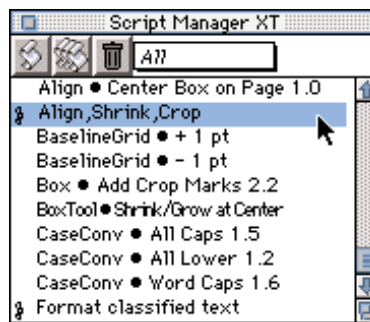 Script Manager XT
All
Align ● Center Box on Page 1.0
Align,Shrink,Crop
BaselineGrid ● + 1 pt
BaselineGrid ● - 1 pt
Box ● Add Crop Marks 2.2
BoxTool●Shrink/Grow at Center
CaseConv ● All Caps 1.5
CaseConv ● All Lower 1.2
CaseConv ● Word Caps 1.6
Format classified text